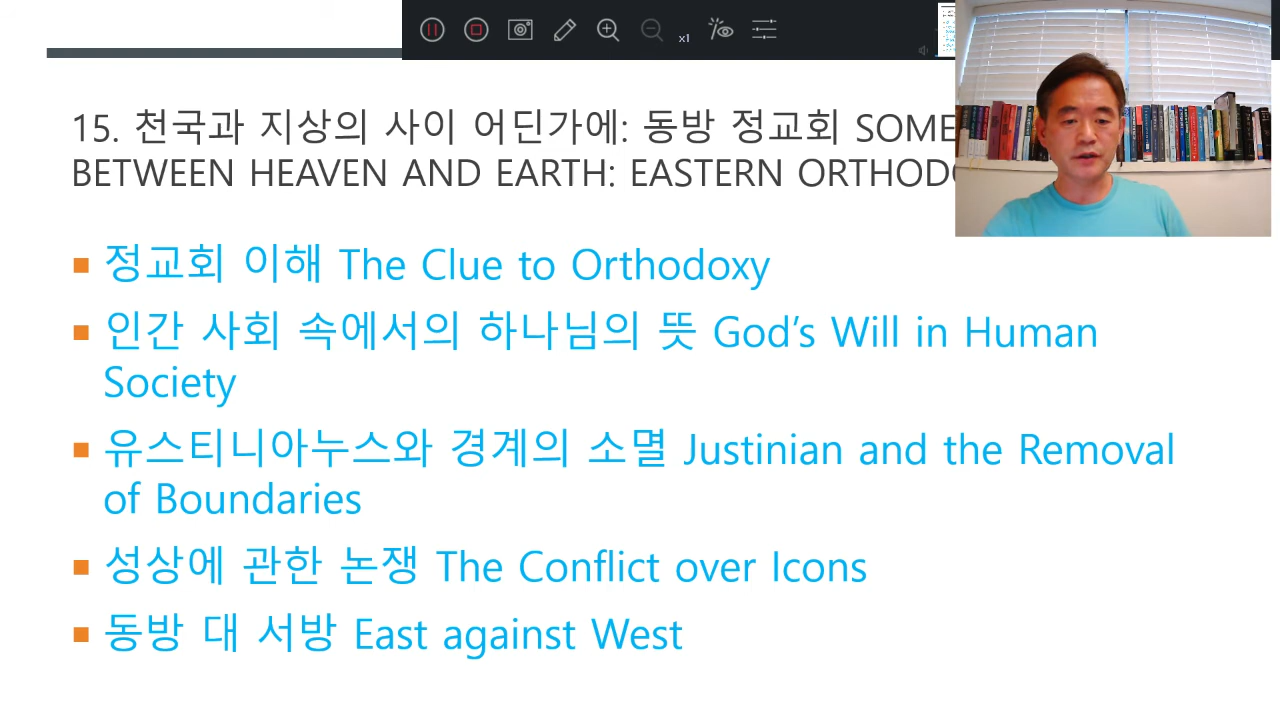 x1
15. 천국과 지상의 사이 어딘가에: 동방 정교회 SOME
BETWEEN HEAVEN AND EARTH: EASTERN ORTHOD
정교회 이해 The Clue to Orthodoxy
인간 사회 속에서의 하나님의 뜻 God's Will in Human
Society
유스티니아누스와 경계의 소멸 Justinian and the Removal
of Boundaries
성상에 관한 논쟁 The Conflict over Icons
동방 대 서방 East against West